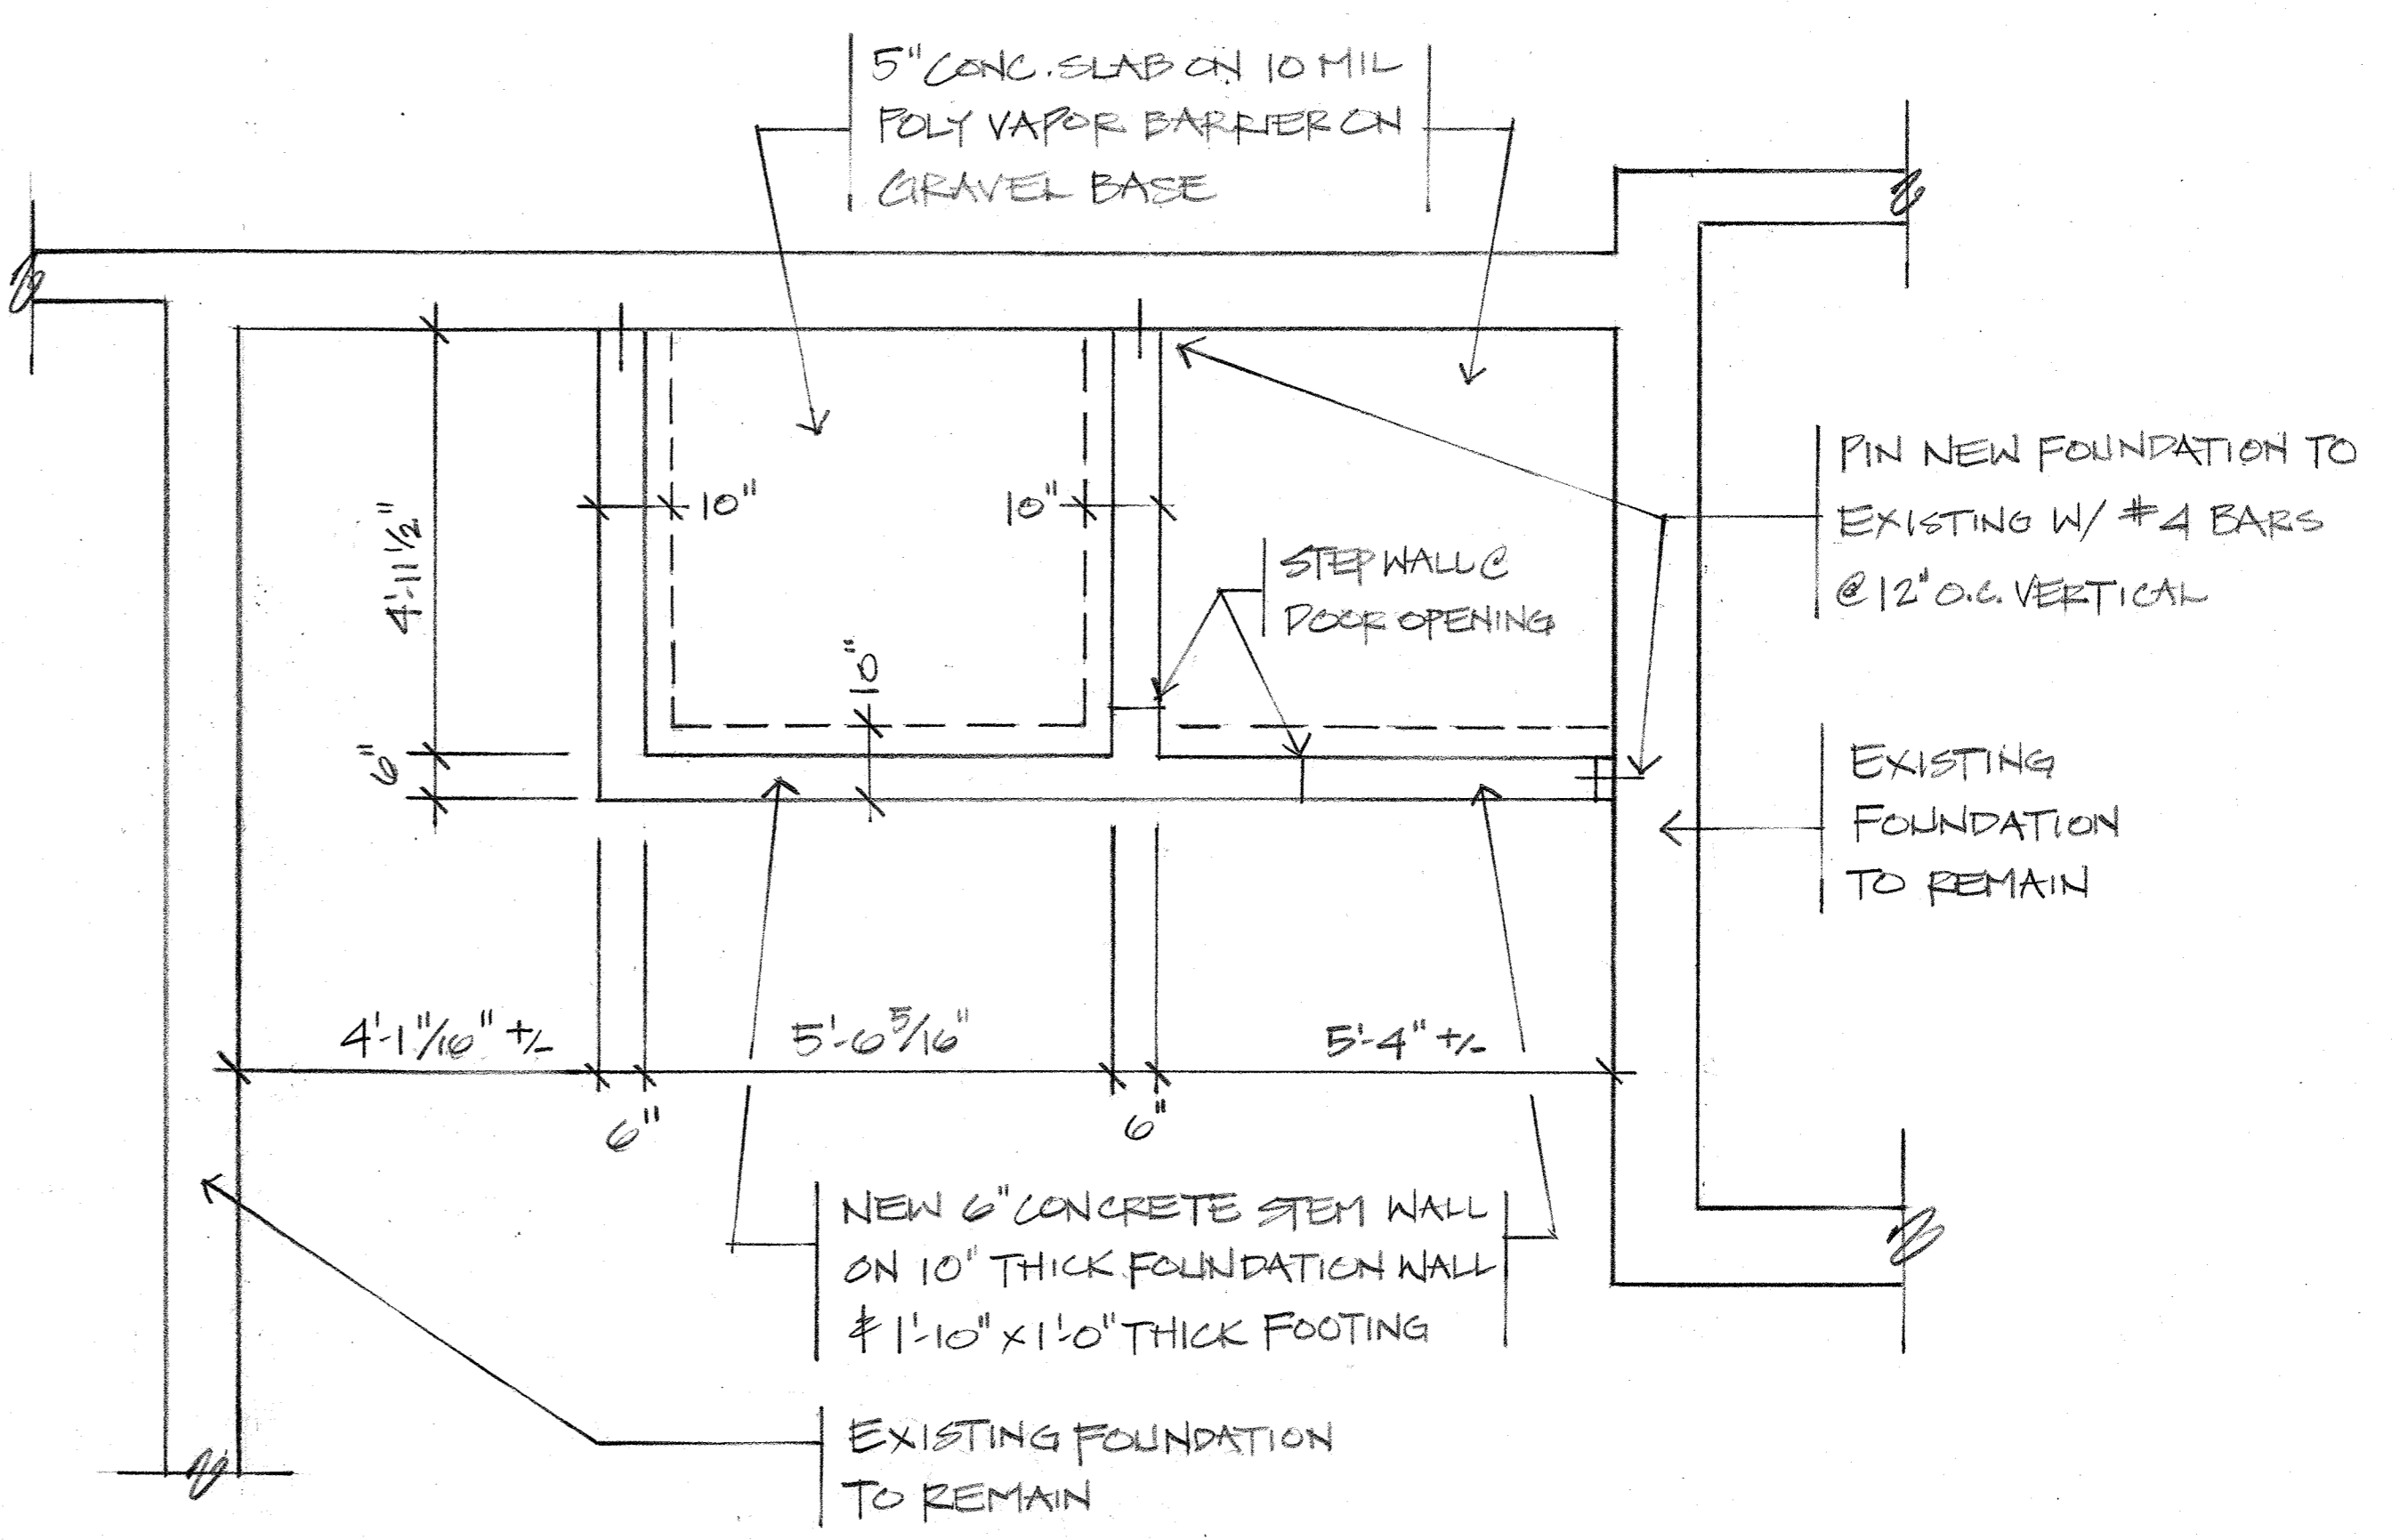 5" CONC. SLAB ON 10 MIL
POLY VAPOR BARRIER ON
GRAVEL BASE
PIN NEW FOUNDATION TO
EXISTING W/ #4 BARS
@ 12" O.C. VERTICAL
10"
10"
4'-11 1/2"
STEP WALL @
DOOR OPENING
10"
6"
EXISTING
FOUNDATION
TO REMAIN
4'-1 11/16" +/-
5'-6 5/16"
5'-4" +/-
6"
6"
NEW 6" CONCRETE STEM WALL
ON 10" THICK FOUNDATION WALL
& 1'-10" x 1'-0" THICK FOOTING
EXISTING FOUNDATION
TO REMAIN